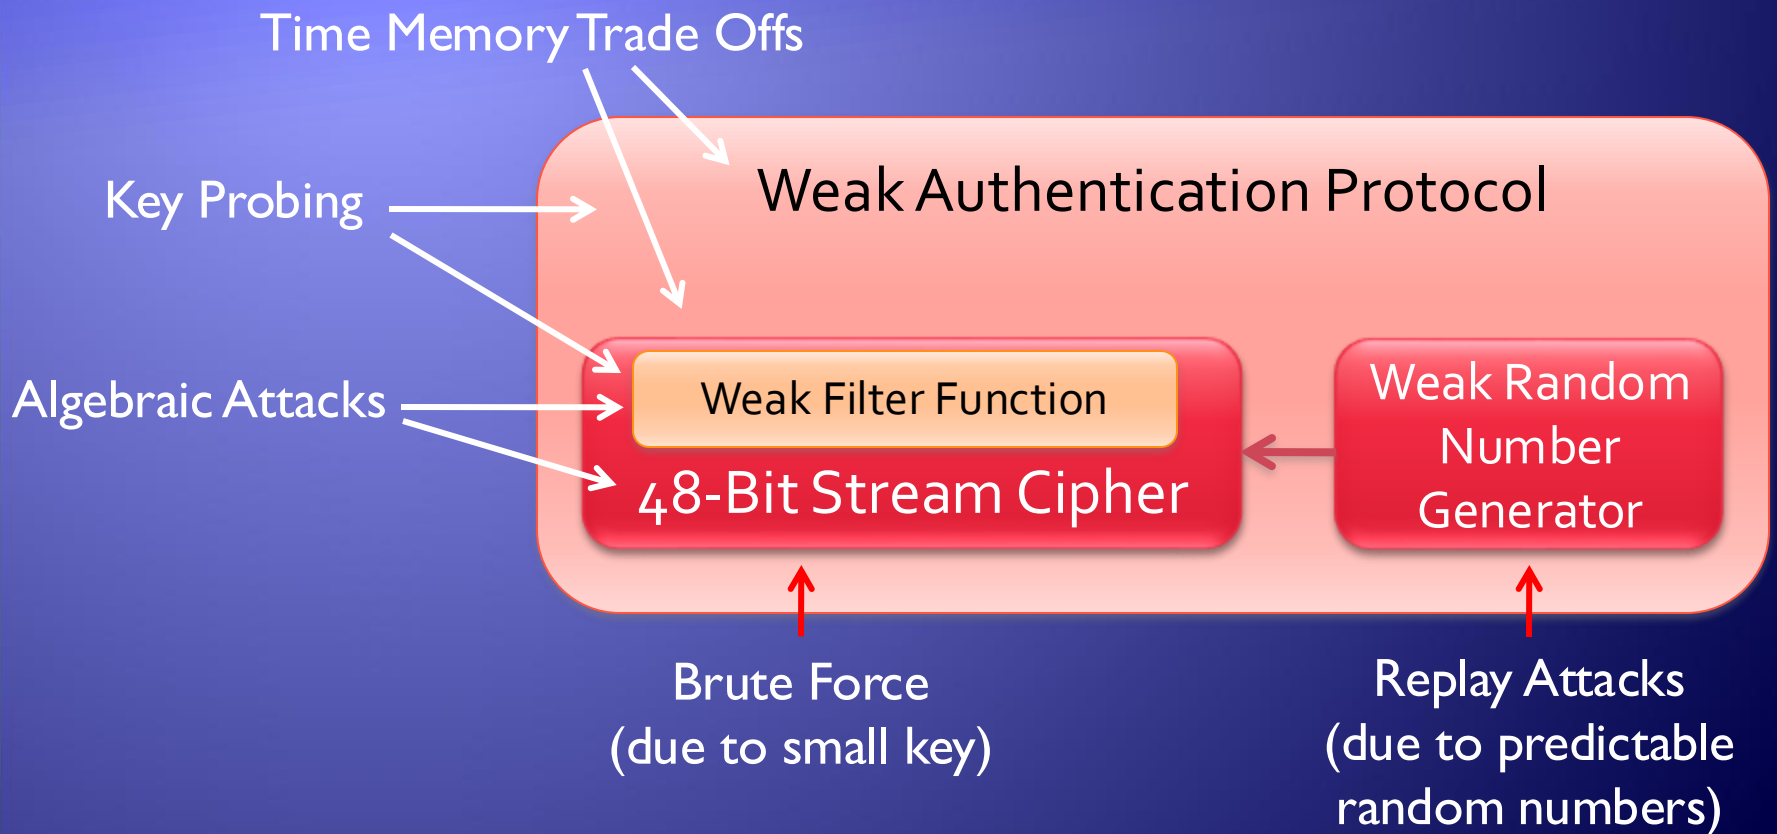 Time Memory Trade Offs
Weak Authentication Protocol
Key Probing
Algebraic Attacks
Weak Filter Function
48-Bit Stream Cipher
Weak Random
Number
Generator
Brute Force
(due to small key)
Replay Attacks
(due to predictable
random numbers)